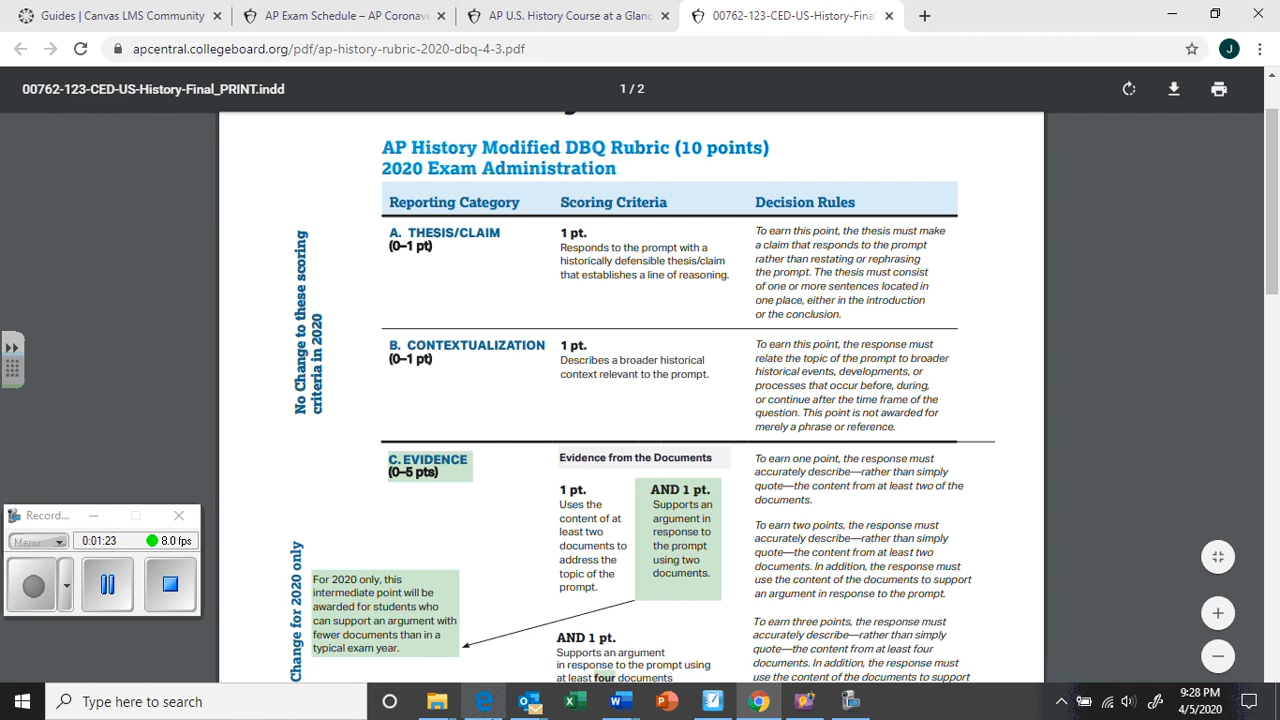 Guides | Canvas LMS Community
AP Exam Schedule – AP Coronavi
AP U.S. History Course at a Glanc
00762-123-CED-US-History-Fina
apcentral.collegeboard.org/pdf/ap-history-rubric-2020-dbq-4-3.pdf
J
00762-123-CED-US-History-Final_PRINT.indd
1 / 2
AP History Modified DBQ Rubric (10 points)
2020 Exam Administration
Reporting Category
Scoring Criteria
Decision Rules
No Change to these scoring
criteria in 2020
A. THESIS/CLAIM
(0–1 pt)
1 pt.
Responds to the prompt with a
historically defensible thesis/claim
that establishes a line of reasoning.
To earn this point, the thesis must make
a claim that responds to the prompt
rather than restating or rephrasing
the prompt. The thesis must consist
of one or more sentences located in
one place, either in the introduction
or the conclusion.
B. CONTEXTUALIZATION
(0–1 pt)
1 pt.
Describes a broader historical
context relevant to the prompt.
To earn this point, the response must
relate the topic of the prompt to broader
historical events, developments, or
processes that occur before, during,
or continue after the time frame of the
question. This point is not awarded for
merely a phrase or reference.
C. EVIDENCE
(0–5 pts)
Evidence from the Documents
1 pt.
Uses the
content of at
least two
documents to
address the
topic of the
prompt.
AND 1 pt.
Supports an
argument in
response to
the prompt
using two
documents.
To earn one point, the response must
accurately describe—rather than simply
quote—the content from at least two of the
documents.
To earn two points, the response must
accurately describe—rather than simply
quote—the content from at least two
documents. In addition, the response must
use the content of the documents to support
an argument in response to the prompt.
Change for 2020 only
For 2020 only, this
intermediate point will be
awarded for students who
can support an argument with
fewer documents than in a
typical exam year.
AND 1 pt.
Supports an argument
in response to the prompt using
at least four documents
To earn three points, the response must
accurately describe—rather than simply
quote—the content from at least four
documents. In addition, the response must
use the content of the documents to support
Record...
Menu
0:01:23
8.0 fps
Type here to search
9:28 PM
4/5/2020